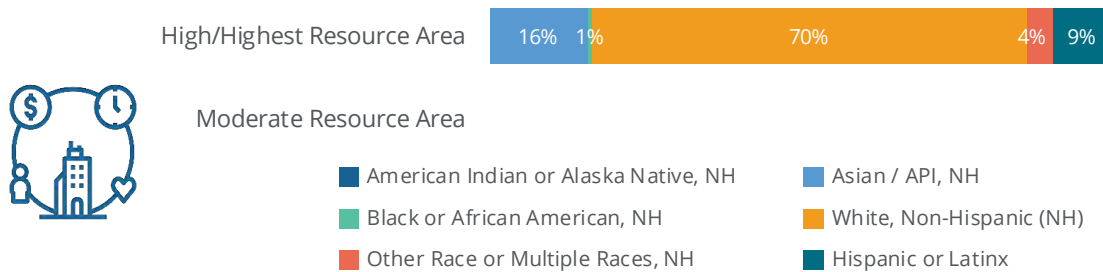 High/Highest Resource Area 16% 1% 70% 4% 9%
$
Moderate Resource Area
American Indian or Alaska Native, NH Asian / API, NH
Black or African American, NH White, Non-Hispanic (NH)
Other Race or Multiple Races, NH Hispanic or Latinx